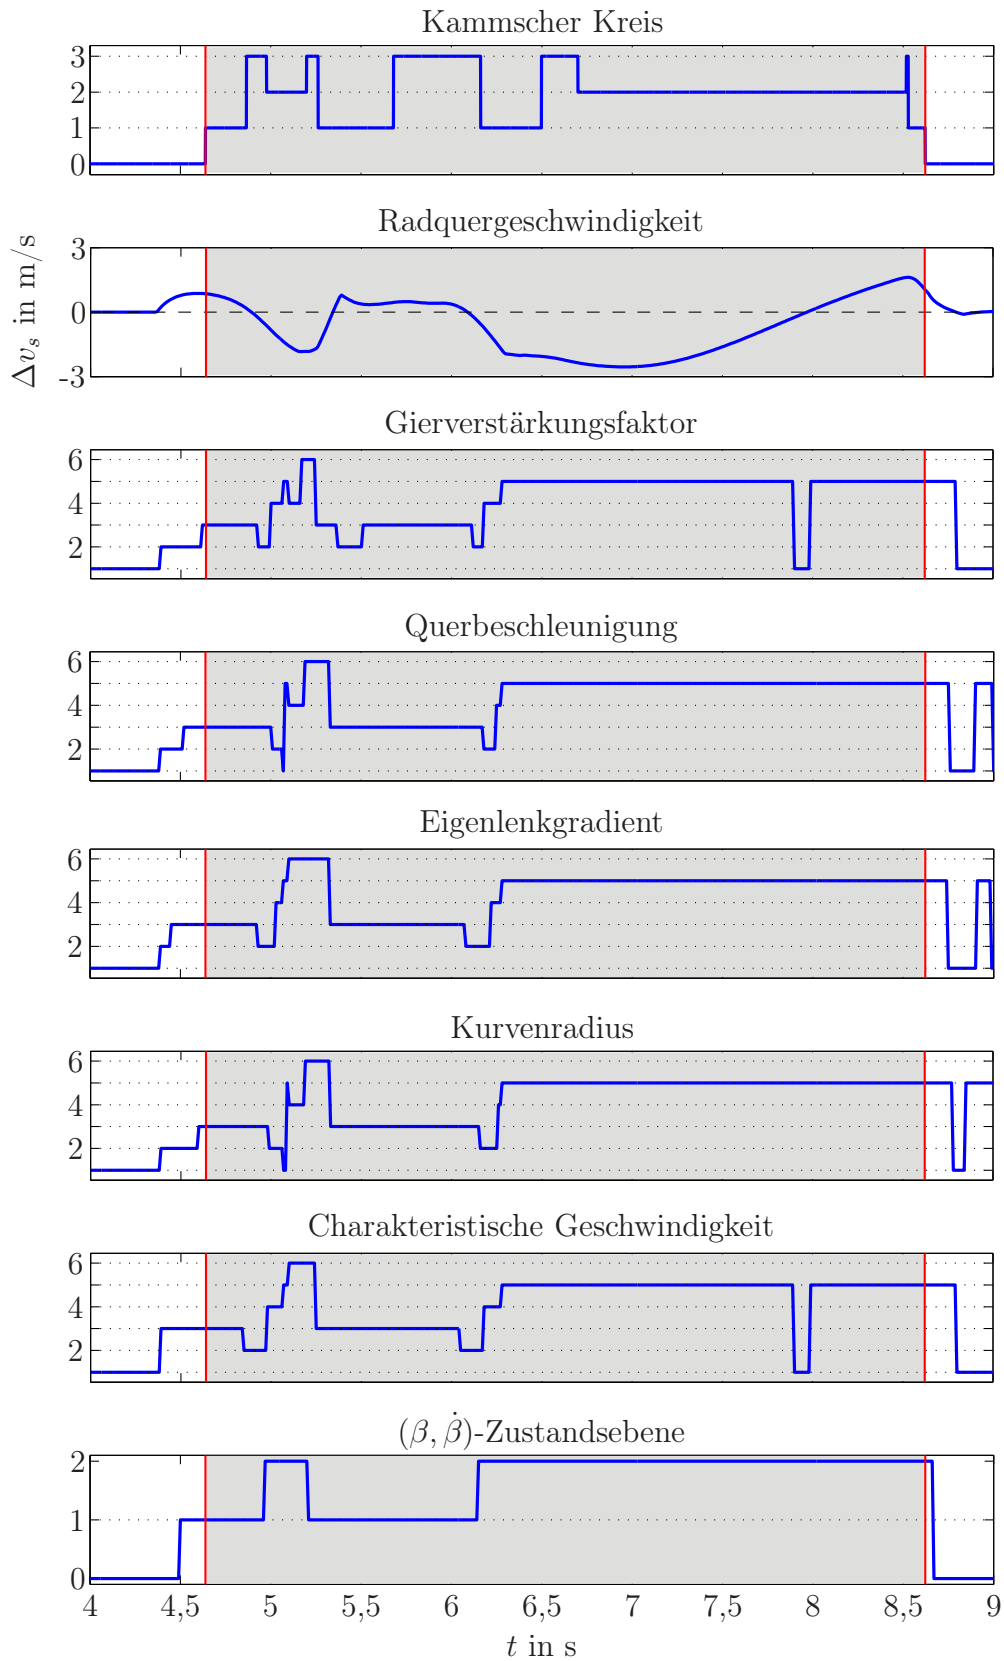 Kammscher Kreis
3
2
1
0
Radquergeschwindigkeit
Δvₛ in m/s
3
0
-3
Gierverstärkungsfaktor
6
4
2
Querbeschleunigung
6
4
2
Eigenlenkgradient
6
4
2
Kurvenradius
6
4
2
Charakteristische Geschwindigkeit
6
4
2
(β, β̇)-Zustandsebene
2
1
0
4 4,5 5 5,5 6 6,5 7 7,5 8 8,5 9
t in s